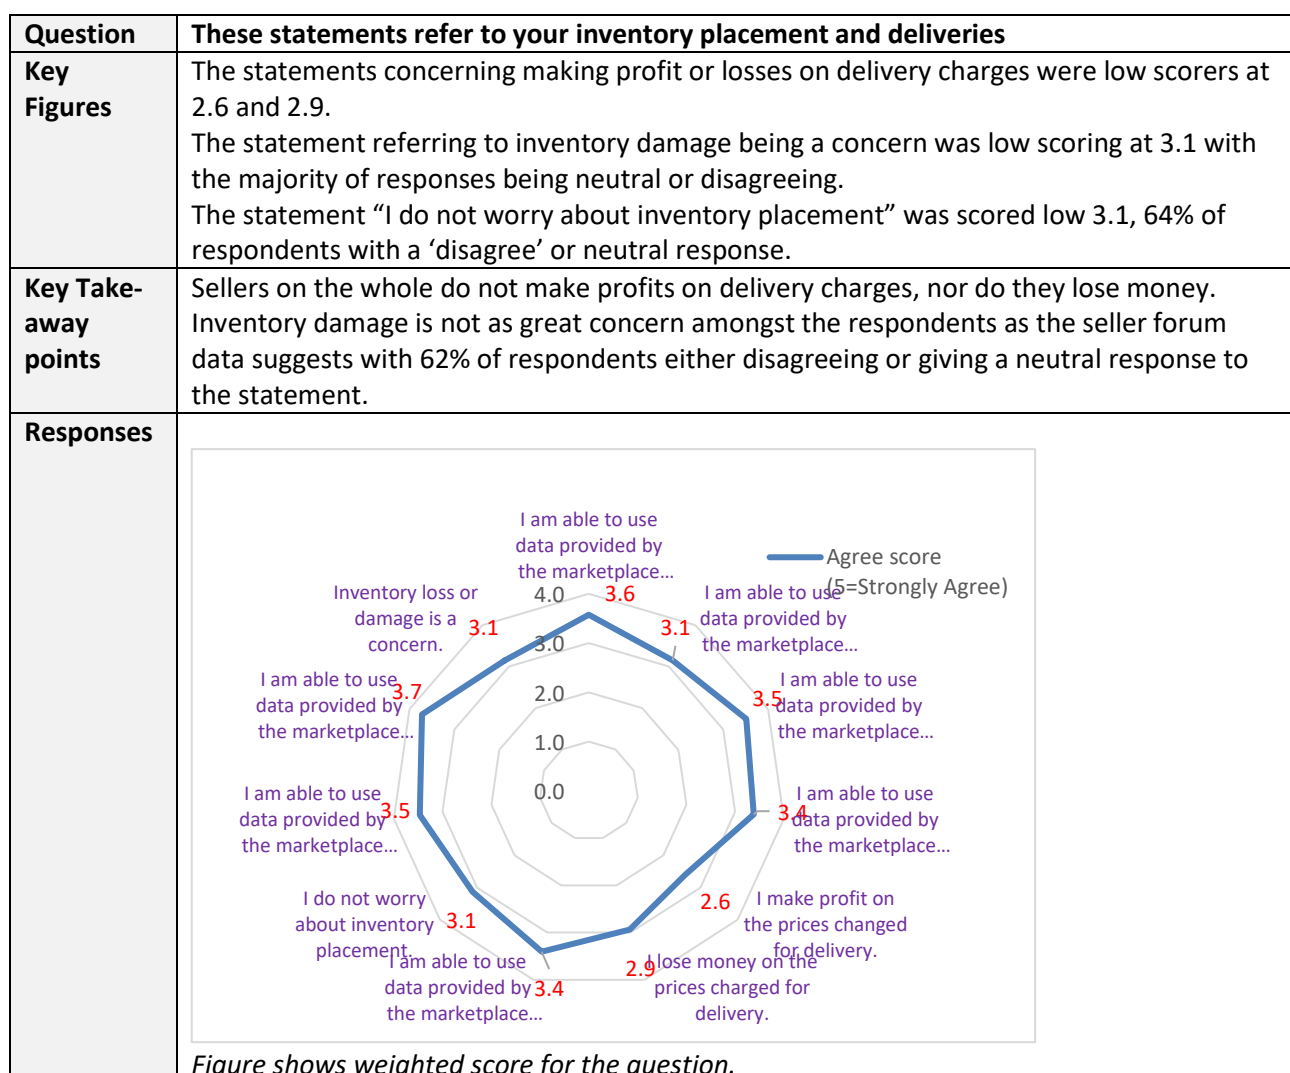 Question
These statements refer to your inventory placement and deliveries
Key
Figures
The statements concerning making profit or losses on delivery charges were low scorers at
2.6 and 2.9.
The statement referring to inventory damage being a concern was low scoring at 3.1 with
the majority of responses being neutral or disagreeing.
The statement “I do not worry about inventory placement” was scored low 3.1, 64% of
respondents with a ‘disagree’ or neutral response.
Key Take-
away
points
Sellers on the whole do not make profits on delivery charges, nor do they lose money.
Inventory damage is not as great concern amongst the respondents as the seller forum
data suggests with 62% of respondents either disagreeing or giving a neutral response to
the statement.
Responses
I am able to use
data provided by
the marketplace...
3.6
Agree score
(5=Strongly Agree)
I am able to use
data provided by
the marketplace...
3.1
I am able to use
data provided by
the marketplace...
3.5
I am able to use
data provided by
the marketplace...
3.4
I make profit on
the prices changed
for delivery.
2.6
I lose money on the
prices charged for
delivery.
2.9
I am able to use
data provided by
the marketplace...
3.4
I do not worry
about inventory
placement.
3.1
I am able to use
data provided by
the marketplace...
3.5
I am able to use
data provided by
the marketplace...
3.7
Inventory loss or
damage is a
concern.
3.1
4.0
3.0
2.0
1.0
0.0
Figure shows weighted score for the question.